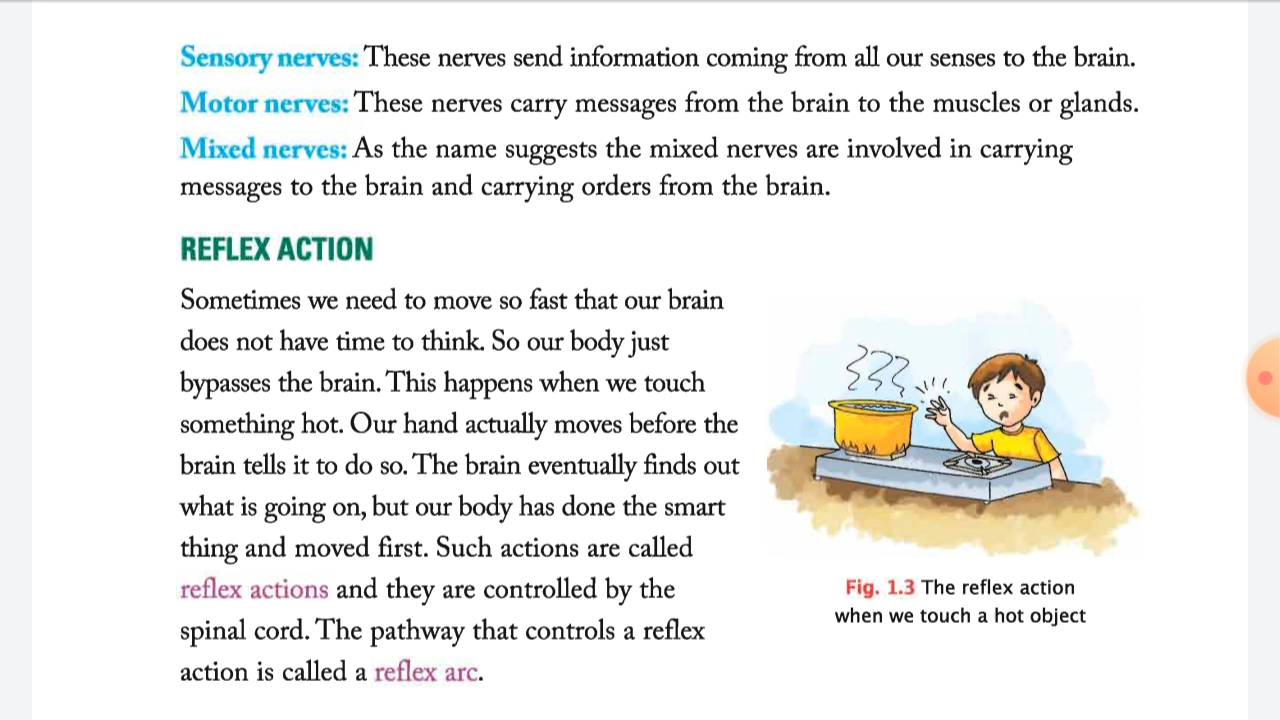 Sensory nerves: These nerves send information coming from all our senses to the brain.
Motor nerves: These nerves carry messages from the brain to the muscles or glands.
Mixed nerves: As the name suggests the mixed nerves are involved in carrying
messages to the brain and carrying orders from the brain.
REFLEX ACTION
Sometimes we need to move so fast that our brain
does not have time to think. So our body just
bypasses the brain. This happens when we touch
something hot. Our hand actually moves before the
brain tells it to do so. The brain eventually finds out
what is going on, but our body has done the smart
thing and moved first. Such actions are called
reflex actions and they are controlled by the
spinal cord. The pathway that controls a reflex
action is called a reflex arc.
Fig. 1.3 The reflex action
when we touch a hot object